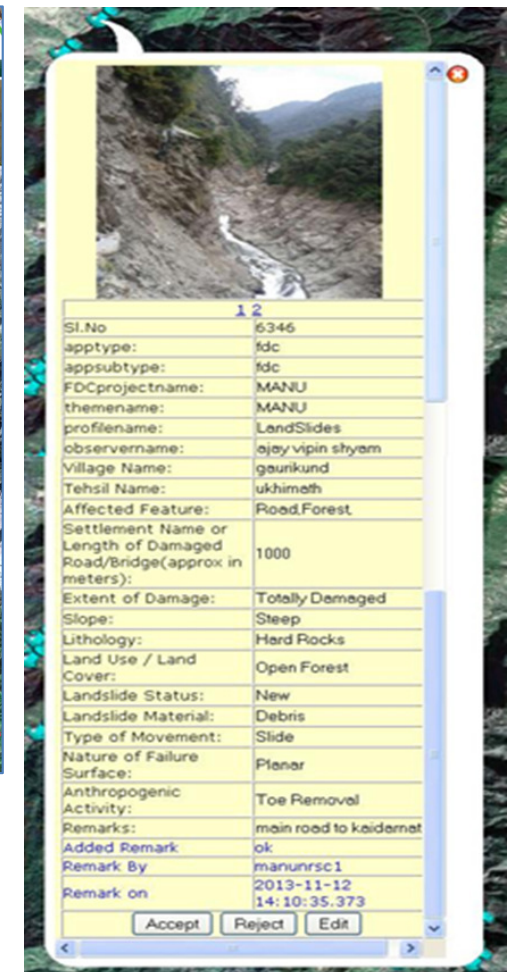 1 2
Sl.No 6346
apptype: fdc
appsubtype: fdc
FDCprojectname: MANU
themename: MANU
profilename: LandSlides
observername: ajay vipin shyam
Village Name: gaurikund
Tehsil Name: ukhimath
Affected Feature: Road,Forest,
Settlement Name or
Length of Damaged
Road/Bridge(approx in 1000
meters):
Extent of Damage: Totally Damaged
Slope: Steep
Lithology: Hard Rocks
Land Use / Land
Cover: Open Forest
Landslide Status: New
Landslide Material: Debris
Type of Movement: Slide
Nature of Failure
Surface: Planar
Anthropogenic
Activity: Toe Removal
Remarks: main road to kaidarnat
Added Remark ok
Remark By manunrsc1
Remark on 2013-11-12
14:10:35.373
Accept Reject Edit